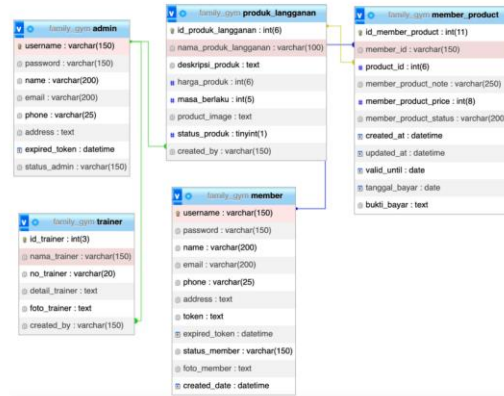 family_gym admin
username : varchar(150)
password : varchar(150)
name : varchar(200)
email : varchar(200)
phone : varchar(25)
address : text
expired_token : datetime
status_admin : varchar(150)
family_gym produk_langganan
id_produk_langganan : int(6)
nama_produk_langganan : varchar(100)
deskripsi_produk : text
harga_produk : int(6)
masa_berlaku : int(5)
product_image : text
status_produk : tinyint(1)
created_by : varchar(150)
family_gym member_product
id_member_product : int(11)
member_id : varchar(150)
product_id : int(6)
member_product_note : varchar(250)
member_product_price : int(8)
member_product_status : varchar(200)
created_at : datetime
updated_at : datetime
valid_until : date
tanggal_bayar : date
bukti_bayar : text
family_gym trainer
id_trainer : int(3)
nama_trainer : varchar(150)
no_trainer : varchar(20)
detail_trainer : text
foto_trainer : text
created_by : varchar(150)
family_gym member
username : varchar(150)
password : varchar(150)
name : varchar(200)
email : varchar(200)
phone : varchar(25)
address : text
token : text
expired_token : datetime
status_member : varchar(150)
foto_member : text
created_date : datetime